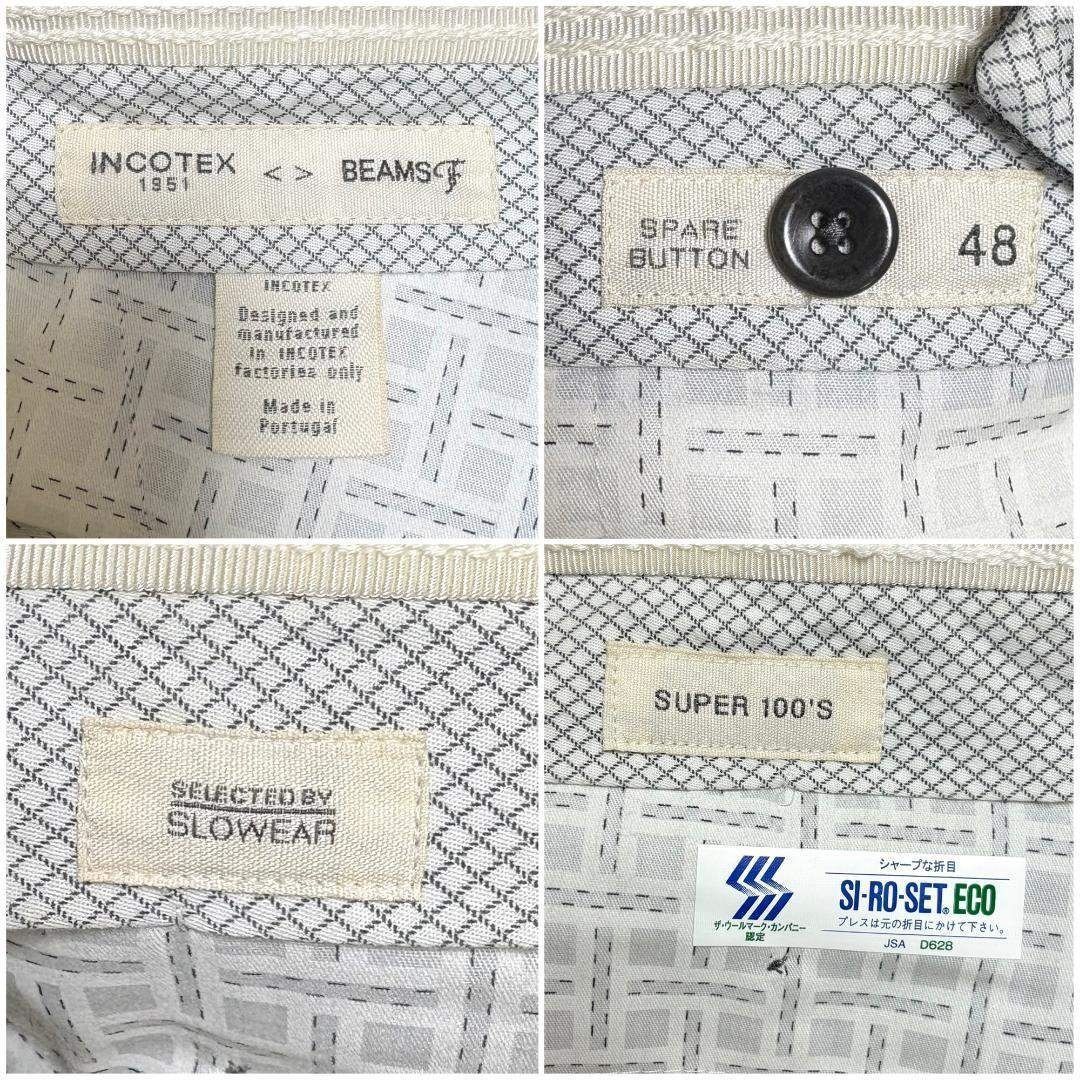 INCOTEX
1951
< >
BEAMSF
INCOTEX
Designed and
manufactured
in INCOTEX
factories only
Made in
Portugal
SPARE
BUTTON
48
SELECTED BY
SLOWEAR
SUPER 100'S
シャープな折目
SI-RO-SET® ECO
プレスは元の折目にかけて下さい。
ザ・ウールマーク・カンパニー
認定
JSA D628